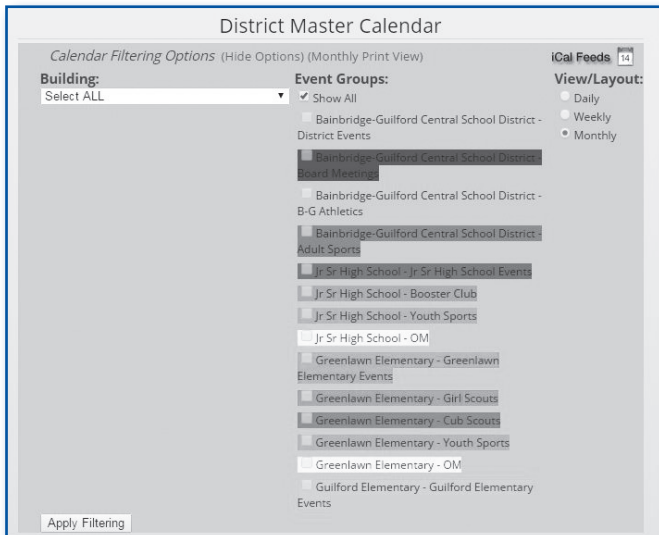 District Master Calendar
Calendar Filtering Options (Hide Options) (Monthly Print View)
iCal Feeds 14
Building:
Select ALL
Event Groups:
Show All
Bainbridge-Guilford Central School District -
District Events
Bainbridge-Guilford Central School District -
Board Meetings
Bainbridge-Guilford Central School District -
B-G Athletics
Bainbridge-Guilford Central School District -
Adult Sports
Jr Sr High School - Jr Sr High School Events
Jr Sr High School - Booster Club
Jr Sr High School - Youth Sports
Jr Sr High School - OM
Greenlawn Elementary - Greenlawn
Elementary Events
Greenlawn Elementary - Girl Scouts
Greenlawn Elementary - Cub Scouts
Greenlawn Elementary - Youth Sports
Greenlawn Elementary - OM
Guilford Elementary - Guilford Elementary
Events
View/Layout:
Daily
Weekly
Monthly
Apply Filtering